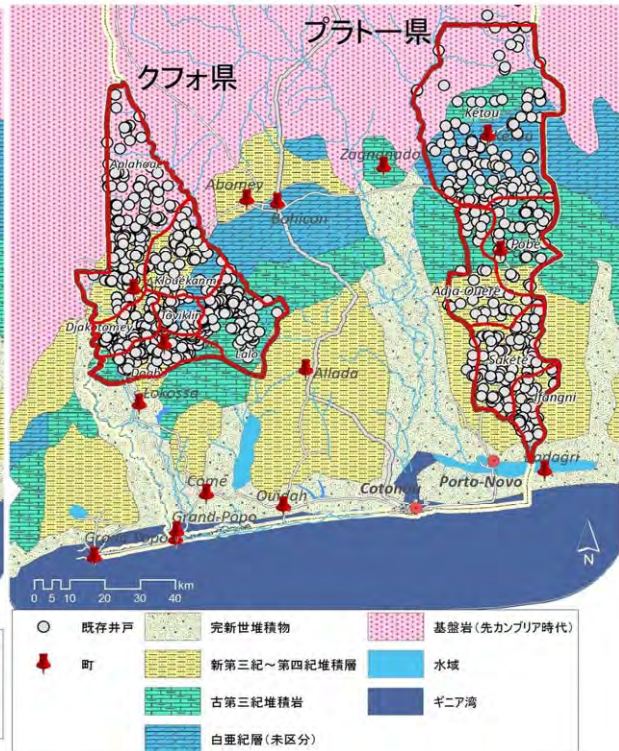 プラトー県
クフォ県
Ketou
Aplahoue
Zagnanado
Abomey
Bohicon
Pobe
Klouekanm
Adja-Ouere
Toviklin
Djakotomey
Lalo
Sakete
Allada
Ifangni
Lokossa
Come
Ouidah
Cotonou
Porto-Novo
Grand-Popo
N
0 5 10 20 30 40
km
既存井戸
完新世堆積物
基盤岩(先カンブリア時代)
町
新第三紀~第四紀堆積層
水域
古第三紀堆積岩
ギニア湾
白亜紀層(未区分)